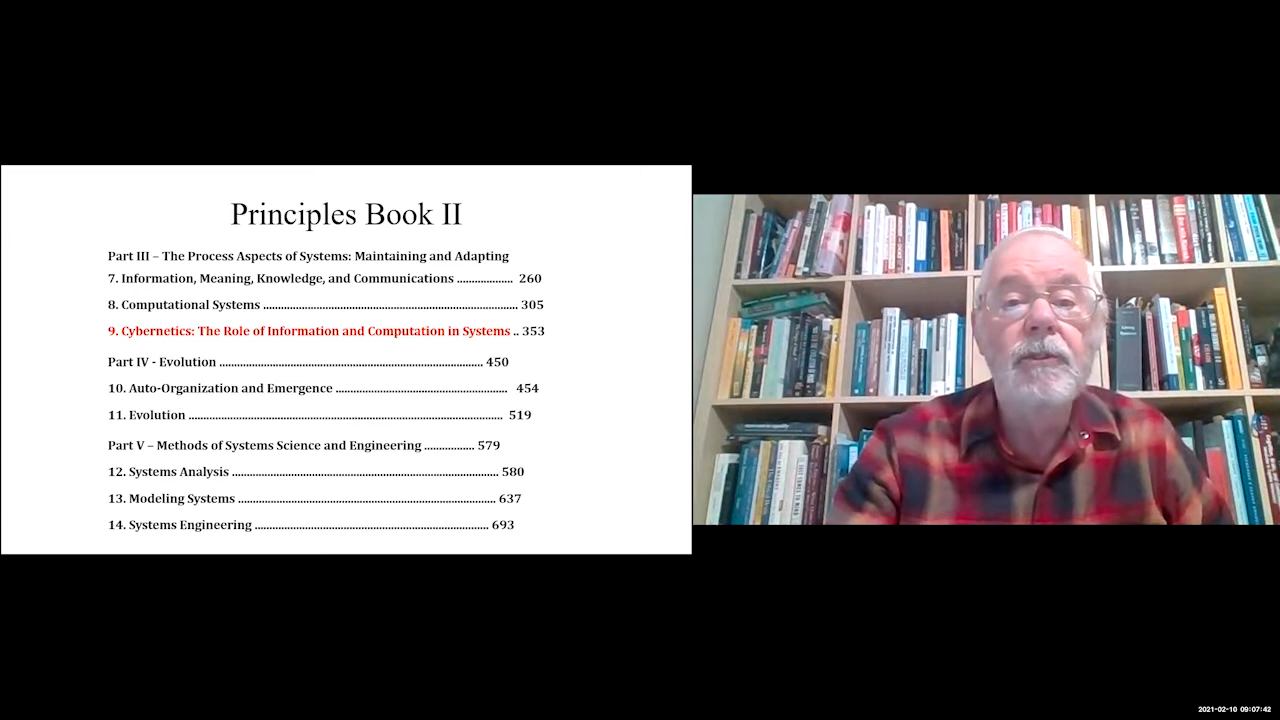 Principles Book II
Part III – The Process Aspects of Systems: Maintaining and Adapting
7. Information, Meaning, Knowledge, and Communications .................. 260
8. Computational Systems ................................................................................... 305
9. Cybernetics: The Role of Information and Computation in Systems .. 353
Part IV - Evolution ...................................................................................... 450
10. Auto-Organization and Emergence ....................................................... 454
11. Evolution ...................................................................................................... 519
Part V – Methods of Systems Science and Engineering ................ 579
12. Systems Analysis ....................................................................................... 580
13. Modeling Systems .................................................................................... 637
14. Systems Engineering ............................................................................ 693
2021-02-10 09:07:42